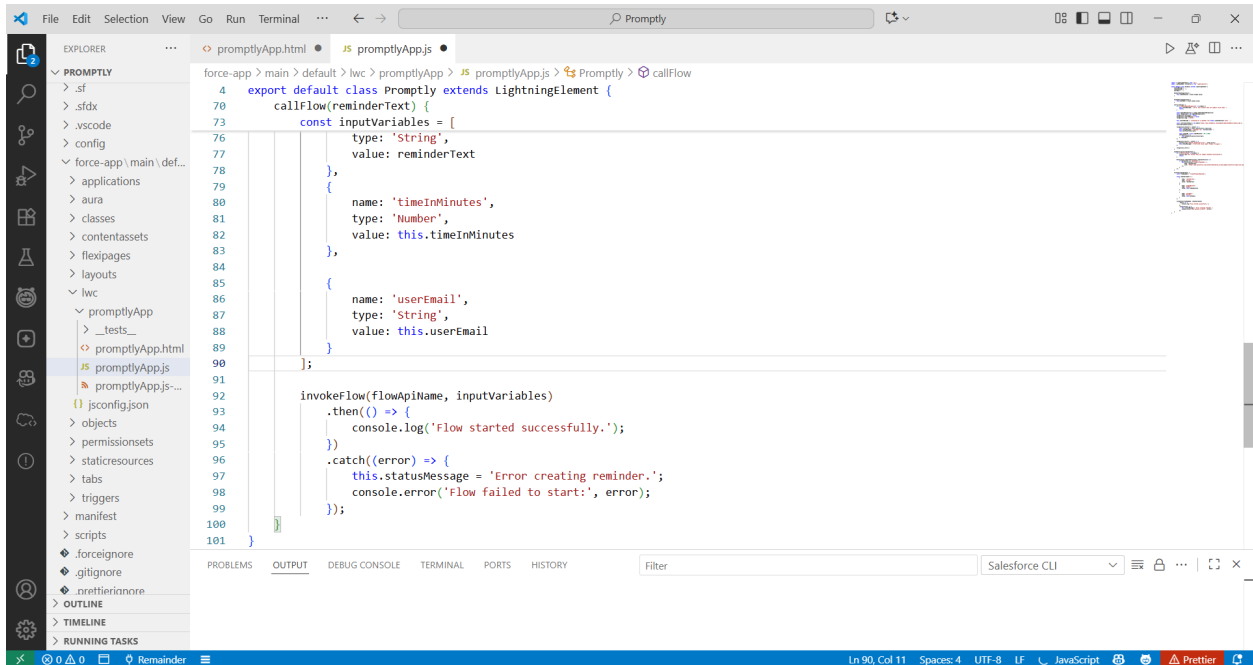 File Edit Selection View Go Run Terminal ··· Promptly
EXPLORER ···
PROMPTLY
.sf
.sfdx
.vscode
config
force-app \ main \ def...
applications
aura
classes
contentassets
flexipages
layouts
lwc
promptlyApp
__tests__
promptlyApp.html
JS promptlyApp.js
promptlyApp.js-...
jsconfig.json
objects
permissionsets
staticresources
tabs
triggers
manifest
scripts
.forceignore
.gitignore
.prettierignore
OUTLINE
TIMELINE
RUNNING TASKS
2
promptlyApp.html JS promptlyApp.js
force-app > main > default > lwc > promptlyApp > JS promptlyApp.js > Promptly > callFlow
4 export default class Promptly extends LightningElement {
70 callFlow(reminderText) {
73 const inputVariables = [
76 type: 'String',
77 value: reminderText
78 },
79 {
80 name: 'timeInMinutes',
81 type: 'Number',
82 value: this.timeInMinutes
83 },
84
85 {
86 name: 'userEmail',
87 type: 'String',
88 value: this.userEmail
89 }
90 ];
91
92 invokeFlow(flowApiName, inputVariables)
93 .then(() => {
94 console.log('Flow started successfully.');
95 })
96 .catch((error) => {
97 this.statusMessage = 'Error creating reminder.';
98 console.error('Flow failed to start:', error);
99 });
100 }
101 }
PROBLEMS OUTPUT DEBUG CONSOLE TERMINAL PORTS HISTORY Filter Salesforce CLI
0 0 Remainder Ln 90, Col 11 Spaces: 4 UTF-8 LF JavaScript Prettier